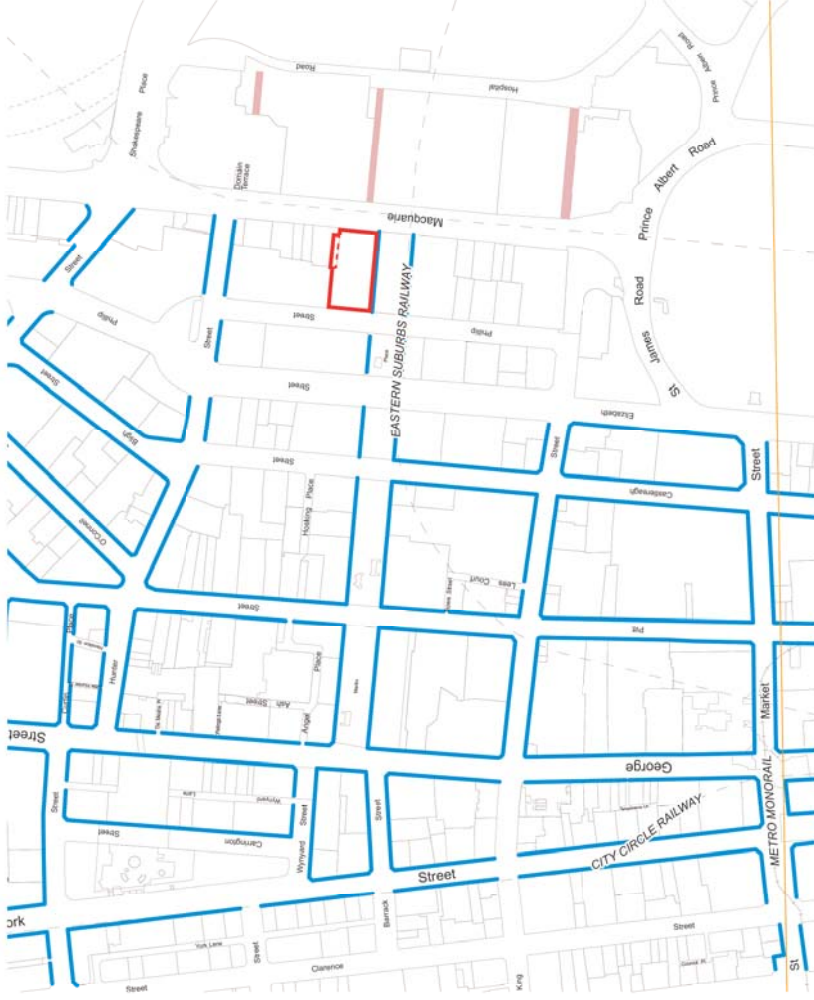 Road
Hospital
Prince Albert Road
Place
Shakespeare
Domain
Terrace
Macquarie
Prince Albert Road
Street
Phillip
Street
Street
Phillip
EASTERN SUBURBS RAILWAY
Place
St James Road
Street
Street
Elizabeth
Bligh
Street
Hosking Place
Street
Castlereagh
Street
O'Connell
Lees Court
Street
Pitt
Place
Hunter
Ash Street
Angel Place
Market
Street
George
METRO MONORAIL
Wynyard Lane
Street
Street
Street
Street
Carrington
Wynyard
CITY CIRCLE RAILWAY
Street
ork
Barrack
Street
York Lane
Street
Clarence
King
St
Street